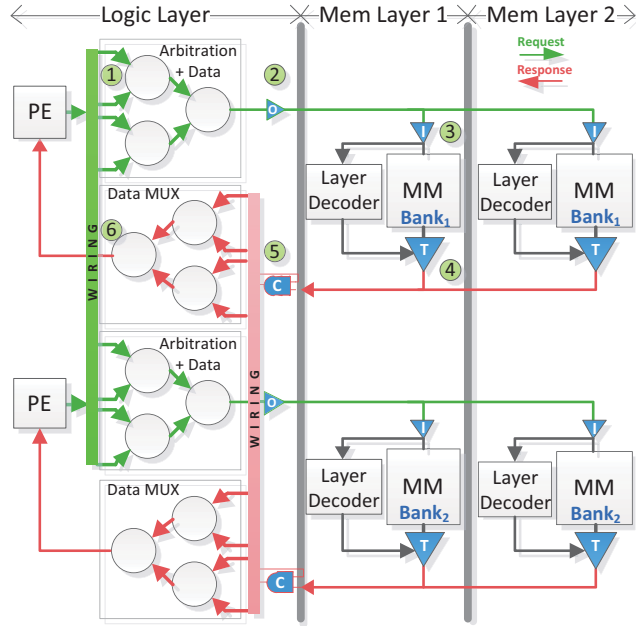 Logic Layer
Mem Layer 1
Mem Layer 2
Arbitration
+ Data
1
2
Request
Response
PE
O
I
I
3
Layer
Decoder
MM
Bank1
Layer
Decoder
MM
Bank1
Data MUX
6
5
T
T
4
C
WIRING
WIRING
Arbitration
+ Data
PE
O
I
I
Layer
Decoder
MM
Bank2
Layer
Decoder
MM
Bank2
Data MUX
T
T
C